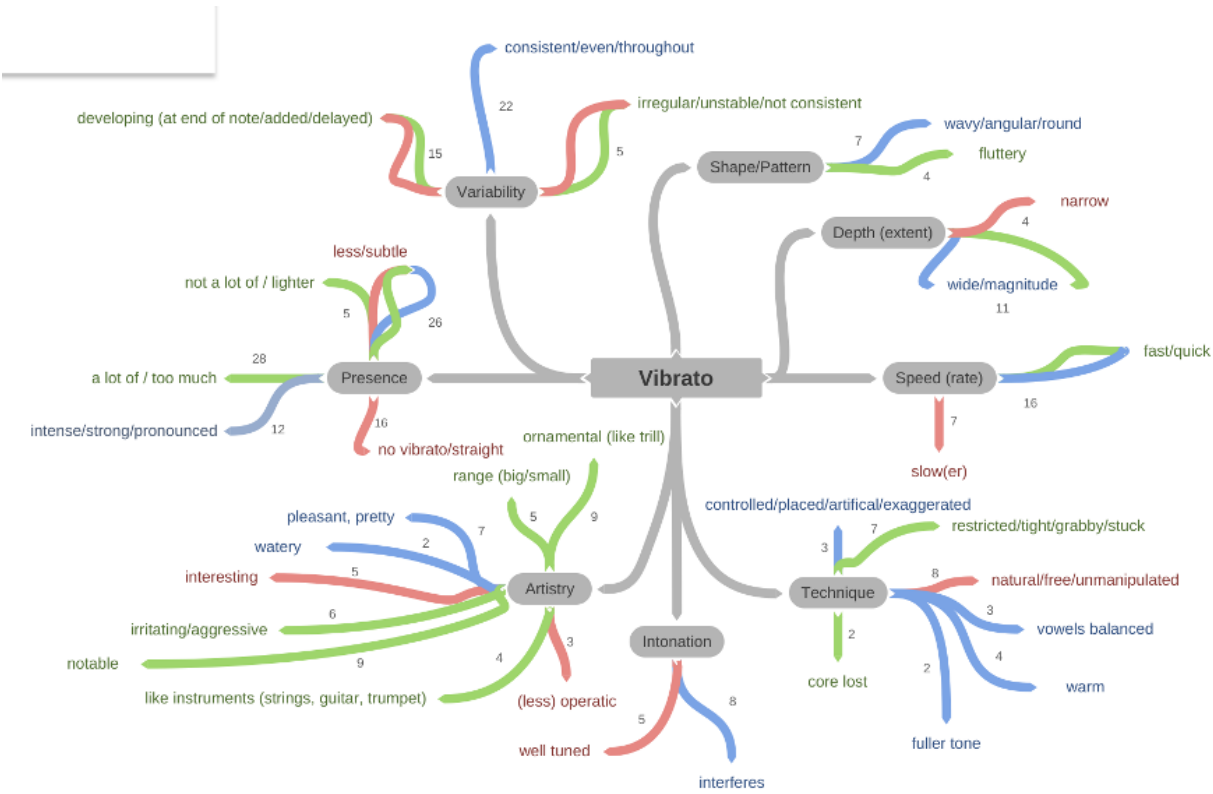 consistent/even/throughout
22
developing (at end of note/added/delayed)
15
irregular/unstable/not consistent
5
Variability
Shape/Pattern
7
wavy/angular/round
4
fluttery
Depth (extent)
narrow
4
wide/magnitude
11
less/subtle
not a lot of / lighter
5
26
28
a lot of / too much
Presence
intense/strong/pronounced
12
16
no vibrato/straight
Vibrato
Speed (rate)
fast/quick
16
7
slow(er)
ornamental (like trill)
range (big/small)
5
9
pleasant, pretty
7
watery
2
interesting
5
Artistry
6
irritating/aggressive
notable
9
4
like instruments (strings, guitar, trumpet)
3
(less) operatic
Intonation
5
well tuned
8
interferes
controlled/placed/artifical/exaggerated
3
7
restricted/tight/grabby/stuck
Technique
8
natural/free/unmanipulated
3
vowels balanced
4
warm
2
fuller tone
2
core lost